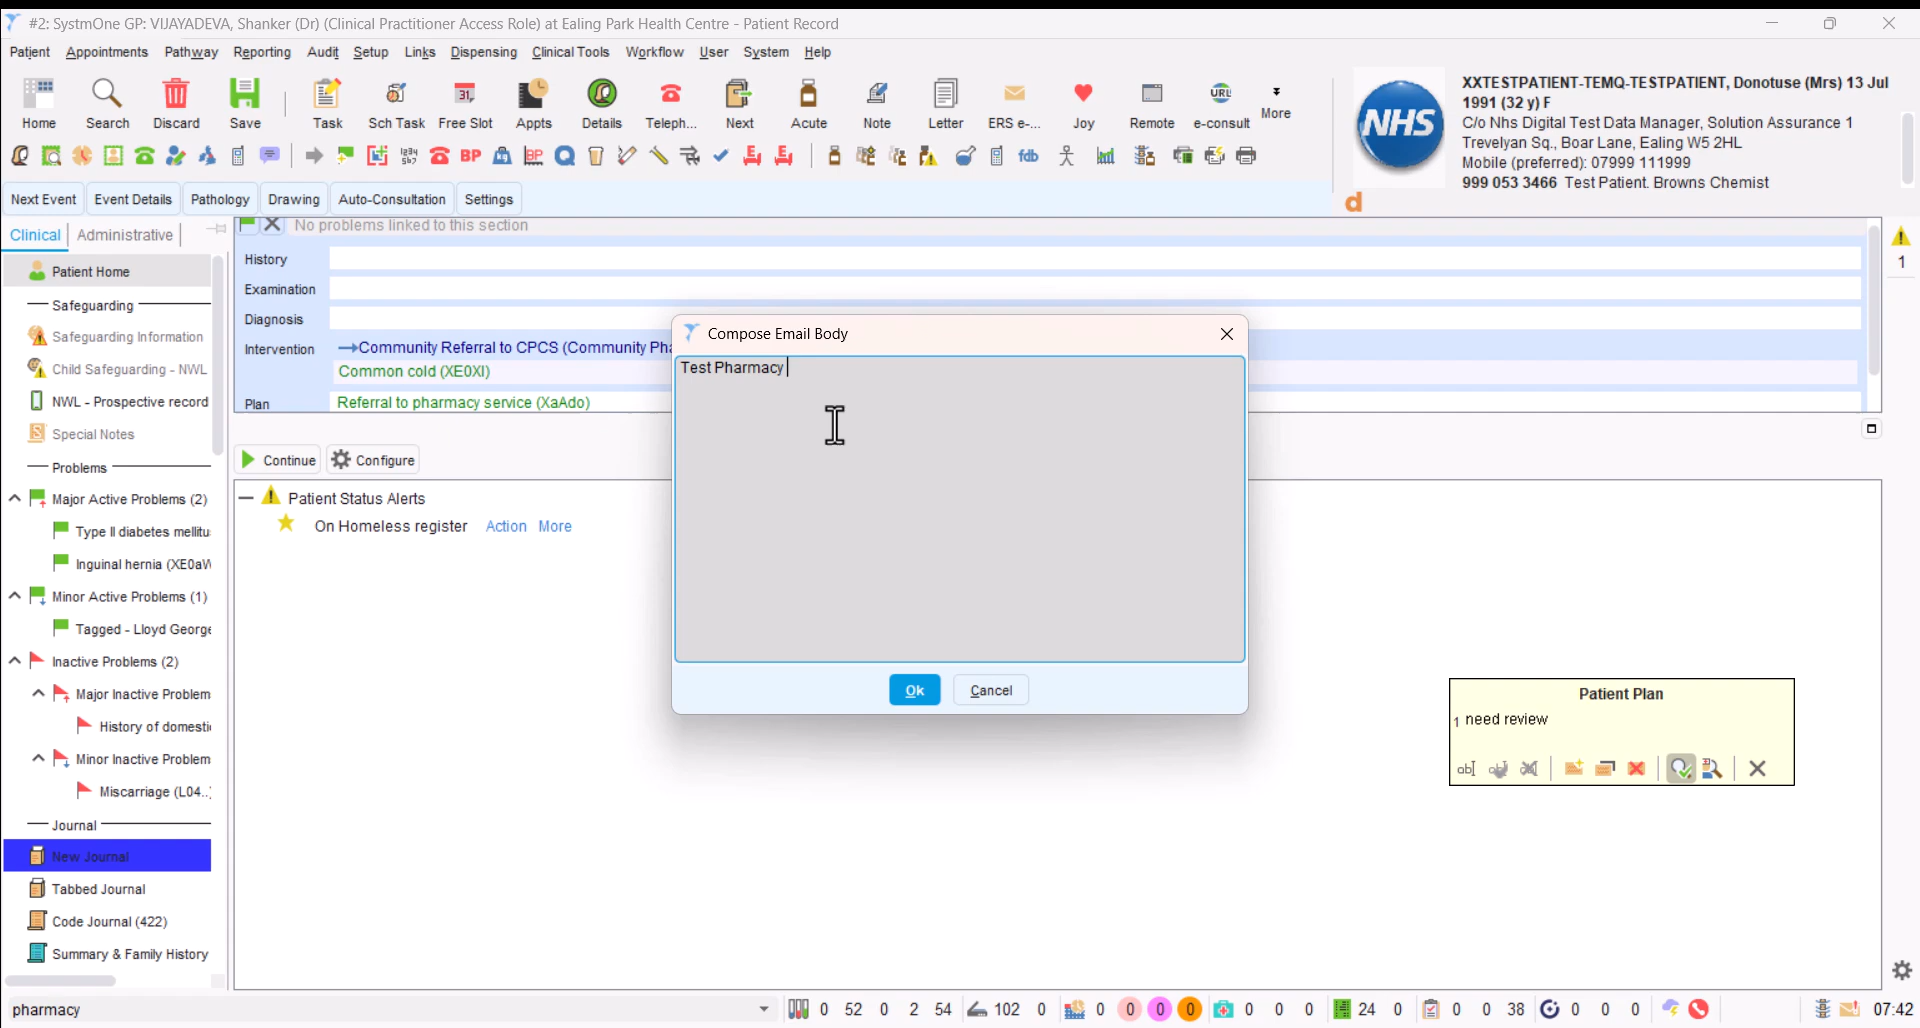 #2: SystmOne GP: VIJAYADEVA, Shanker (Dr) (Clinical Practitioner Access Role) at Ealing Park Health Centre - Patient Record
Patient Appointments Pathway Reporting Audit Setup Links Dispensing Clinical Tools Workflow User System Help
Home Search Discard Save Task Sch Task Free Slot Appts Details Teleph... Next Acute Note Letter ERS e-... Joy Remote e-consult More
NHS
XXTESTPATIENT-TEMQ-TESTPATIENT, Donotuse (Mrs) 13 Jul
1991 (32 y) F
C/o Nhs Digital Test Data Manager, Solution Assurance 1
Trevelyan Sq., Boar Lane, Ealing W5 2HL
Mobile (preferred): 07999 111999
999 053 3466 Test Patient. Browns Chemist
Next Event Event Details Pathology Drawing Auto-Consultation Settings
d
Clinical Administrative
Patient Home
Safeguarding
Safeguarding Information
Child Safeguarding - NWL
NWL - Prospective record
Special Notes
Problems
Major Active Problems (2)
Type II diabetes mellitu
Inguinal hernia (XE0aW
Minor Active Problems (1)
Tagged - Lloyd George
Inactive Problems (2)
Major Inactive Problem
History of domesti
Minor Inactive Problem
Miscarriage (L04..)
Journal
New Journal
Tabbed Journal
Code Journal (422)
Summary & Family History
No problems linked to this section
History
Examination
Diagnosis
Intervention Community Referral to CPCS (Community Pha
Common cold (XE0XI)
Plan Referral to pharmacy service (XaAdo)
1
Continue Configure
Patient Status Alerts
On Homeless register Action More
Compose Email Body
Test Pharmacy
Ok Cancel
Patient Plan
1 need review
pharmacy
0 52 0 2 54 102 0 0 0 0 0 0 0 0 24 0 0 0 38 0 0 0 07:42